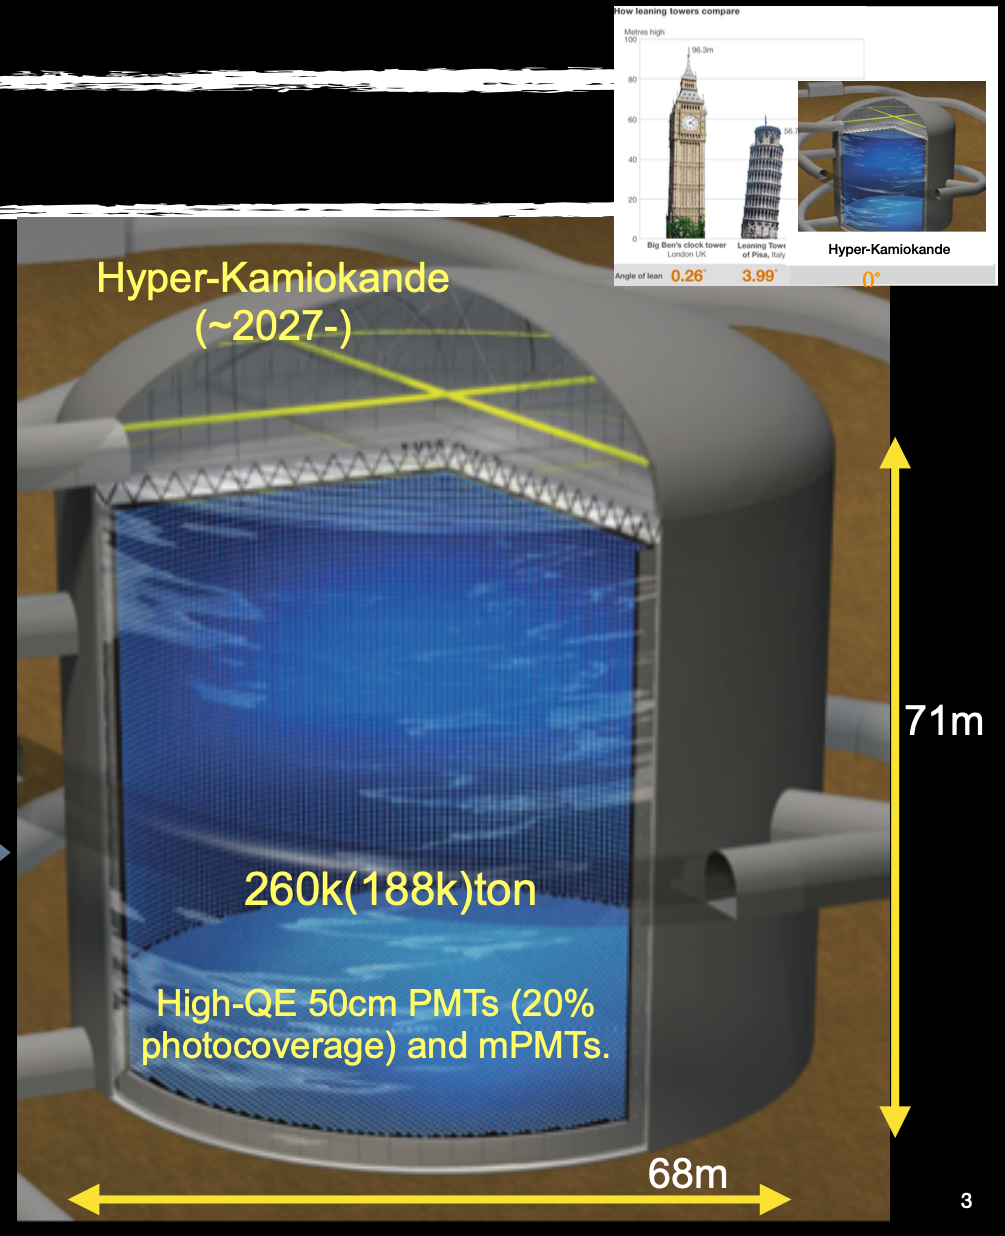 How leaning towers compare
Metres high
100
96.3m
80
60
56.7
40
20
0
Big Ben's clock tower
London UK
Leaning Towe
of Pisa, Italy
Hyper-Kamiokande
Angle of lean 0.26° 3.99° 0°
Hyper-Kamiokande
(~2027-)
71m
260k(188k)ton
High-QE 50cm PMTs (20%
photocoverage) and mPMTs.
68m
3